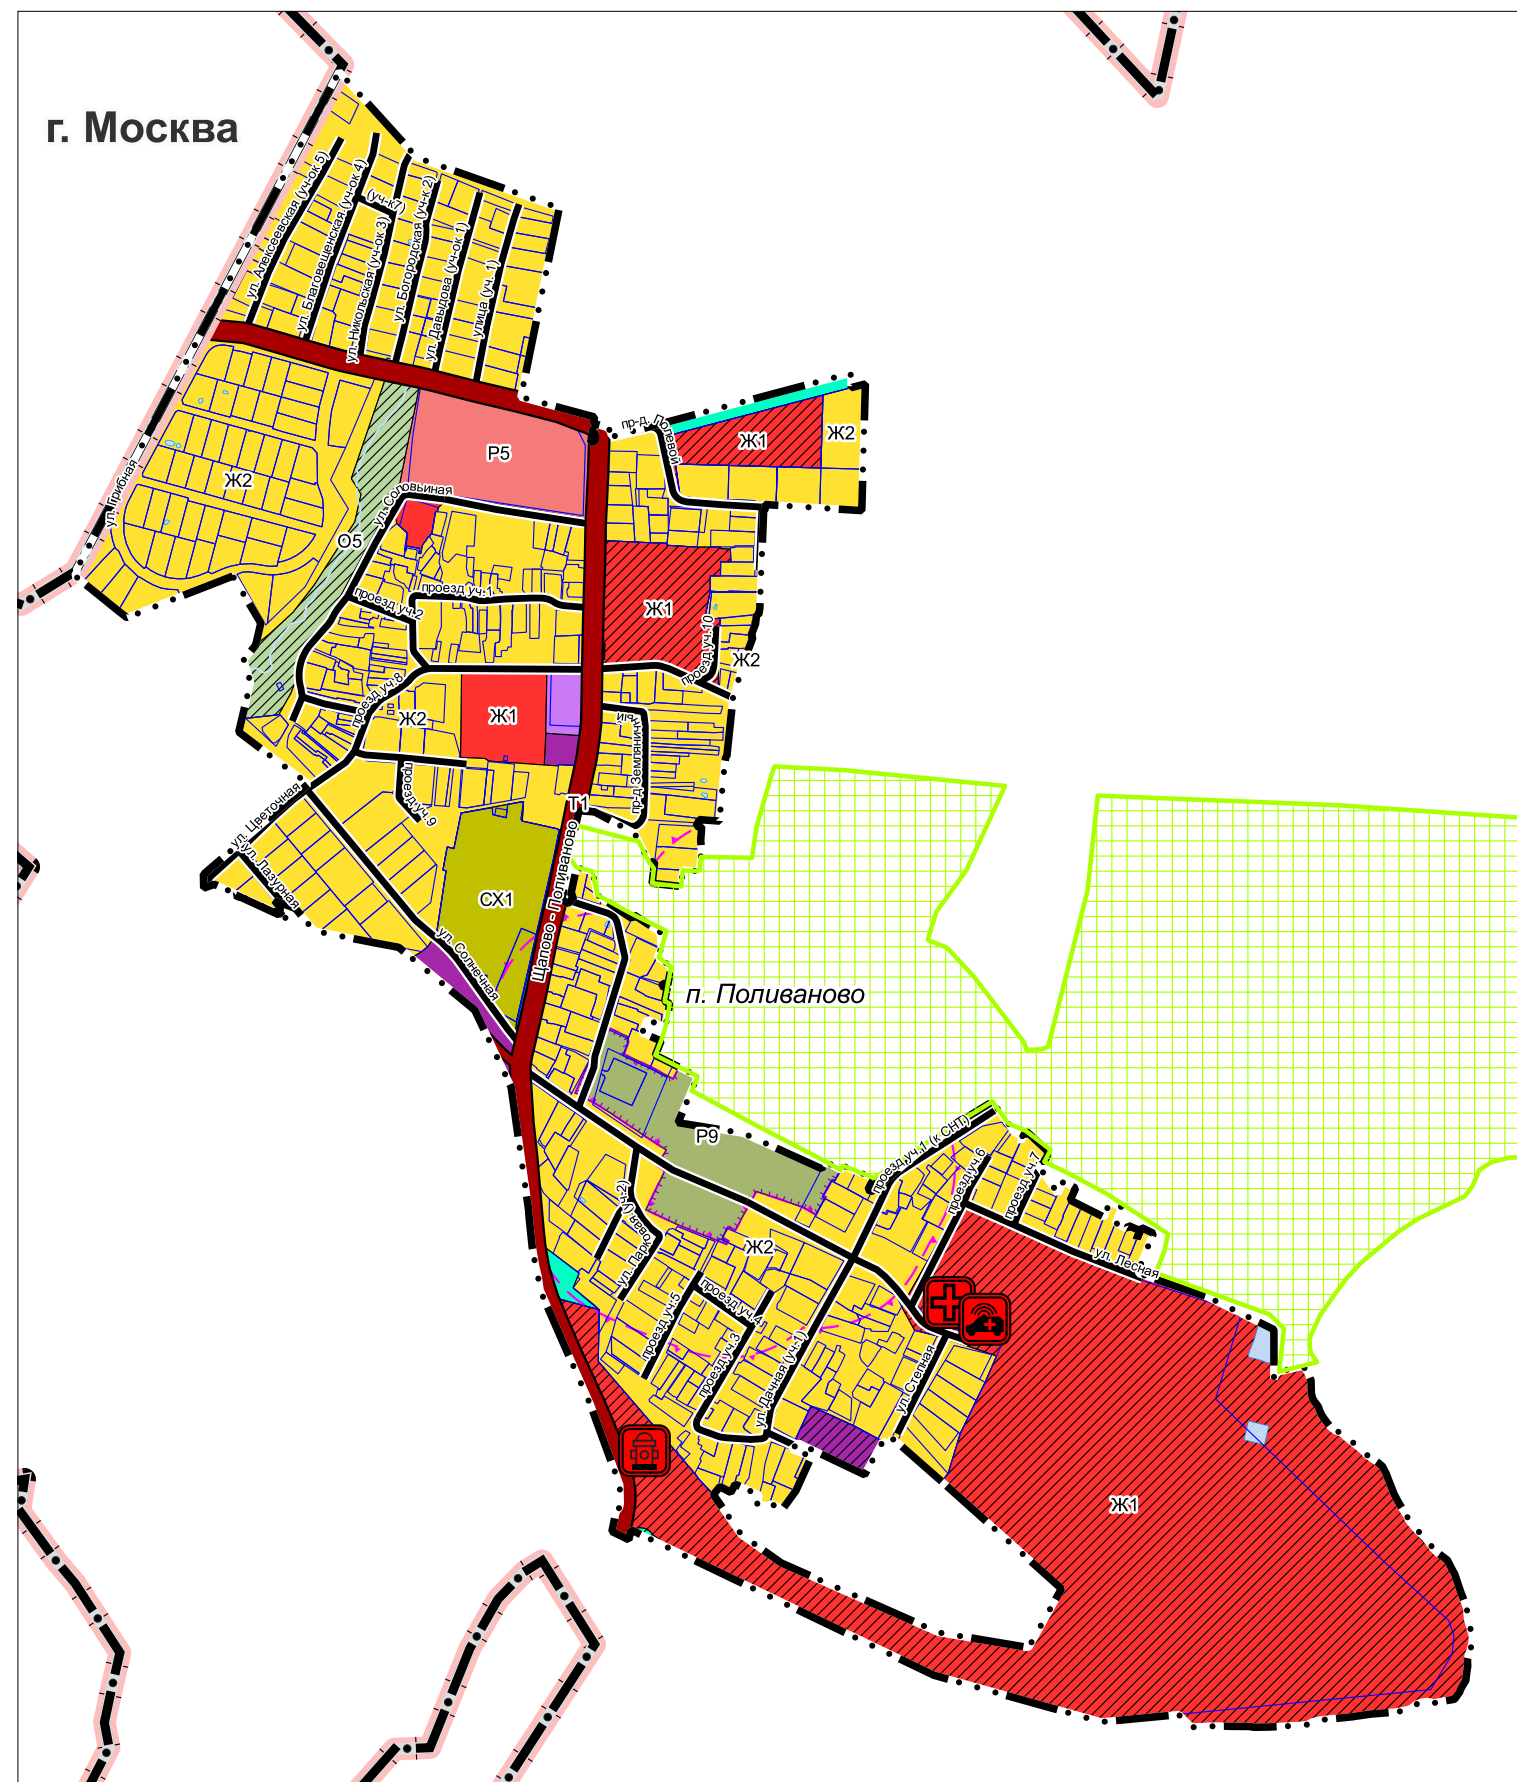 г. Москва
ул. Алексеевская (уч-ок 5)
ул. Благовещенская (уч-ок 4)
(уч-к7)
ул. Никольская (уч-ок 3)
ул. Богородская (уч-к 2)
ул. Давыдова (уч-ок 1)
улица (уч. 1)
пр-д. Полевой
Ж1
Ж2
Р5
ул. Грибная
Ж2
ул. Соловьиная
О5
проезд уч.1
проезд уч.2
Ж1
проезд уч.10
Ж2
проезд уч.8
Ж2
Ж1
пр-д Земляничный
проезд уч.9
Т1
ул. Цветочная
ул. Лазурная
СХ1
Щапово - Поливаново
ул. Солнечная
п. Поливаново
Р9
проезд уч.1 (к СНТ)
проезд уч.6
проезд уч.7
ул. Парковая (уч-2)
Ж2
ул. Лесная
проезд уч.4
проезд уч.5
проезд уч.3
ул. Дачная (уч-1)
ул. Степная
Ж1